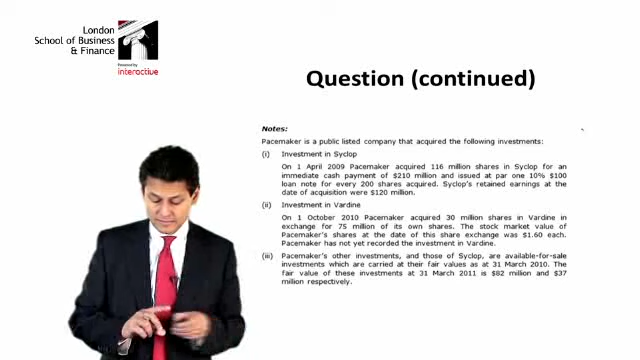 London
School of Business
& Finance
Powered by
interactive
Question (continued)
Notes:
Pacemaker is a public listed company that acquired the following investments:
(i) Investment in Syclop
On 1 April 2009 Pacemaker acquired 116 million shares in Syclop for an
immediate cash payment of $210 million and issued at par one 10% $100
loan note for every 200 shares acquired. Syclop's retained earnings at the
date of acquisition were $120 million.
(ii) Investment in Vardine
On 1 October 2010 Pacemaker acquired 30 million shares in Vardine in
exchange for 75 million of its own shares. The stock market value of
Pacemaker's shares at the date of this share exchange was $1.60 each.
Pacemaker has not yet recorded the investment in Vardine.
(iii) Pacemaker's other investments, and those of Syclop, are available-for-sale
investments which are carried at their fair values as at 31 March 2010. The
fair value of these investments at 31 March 2011 is $82 million and $37
million respectively.